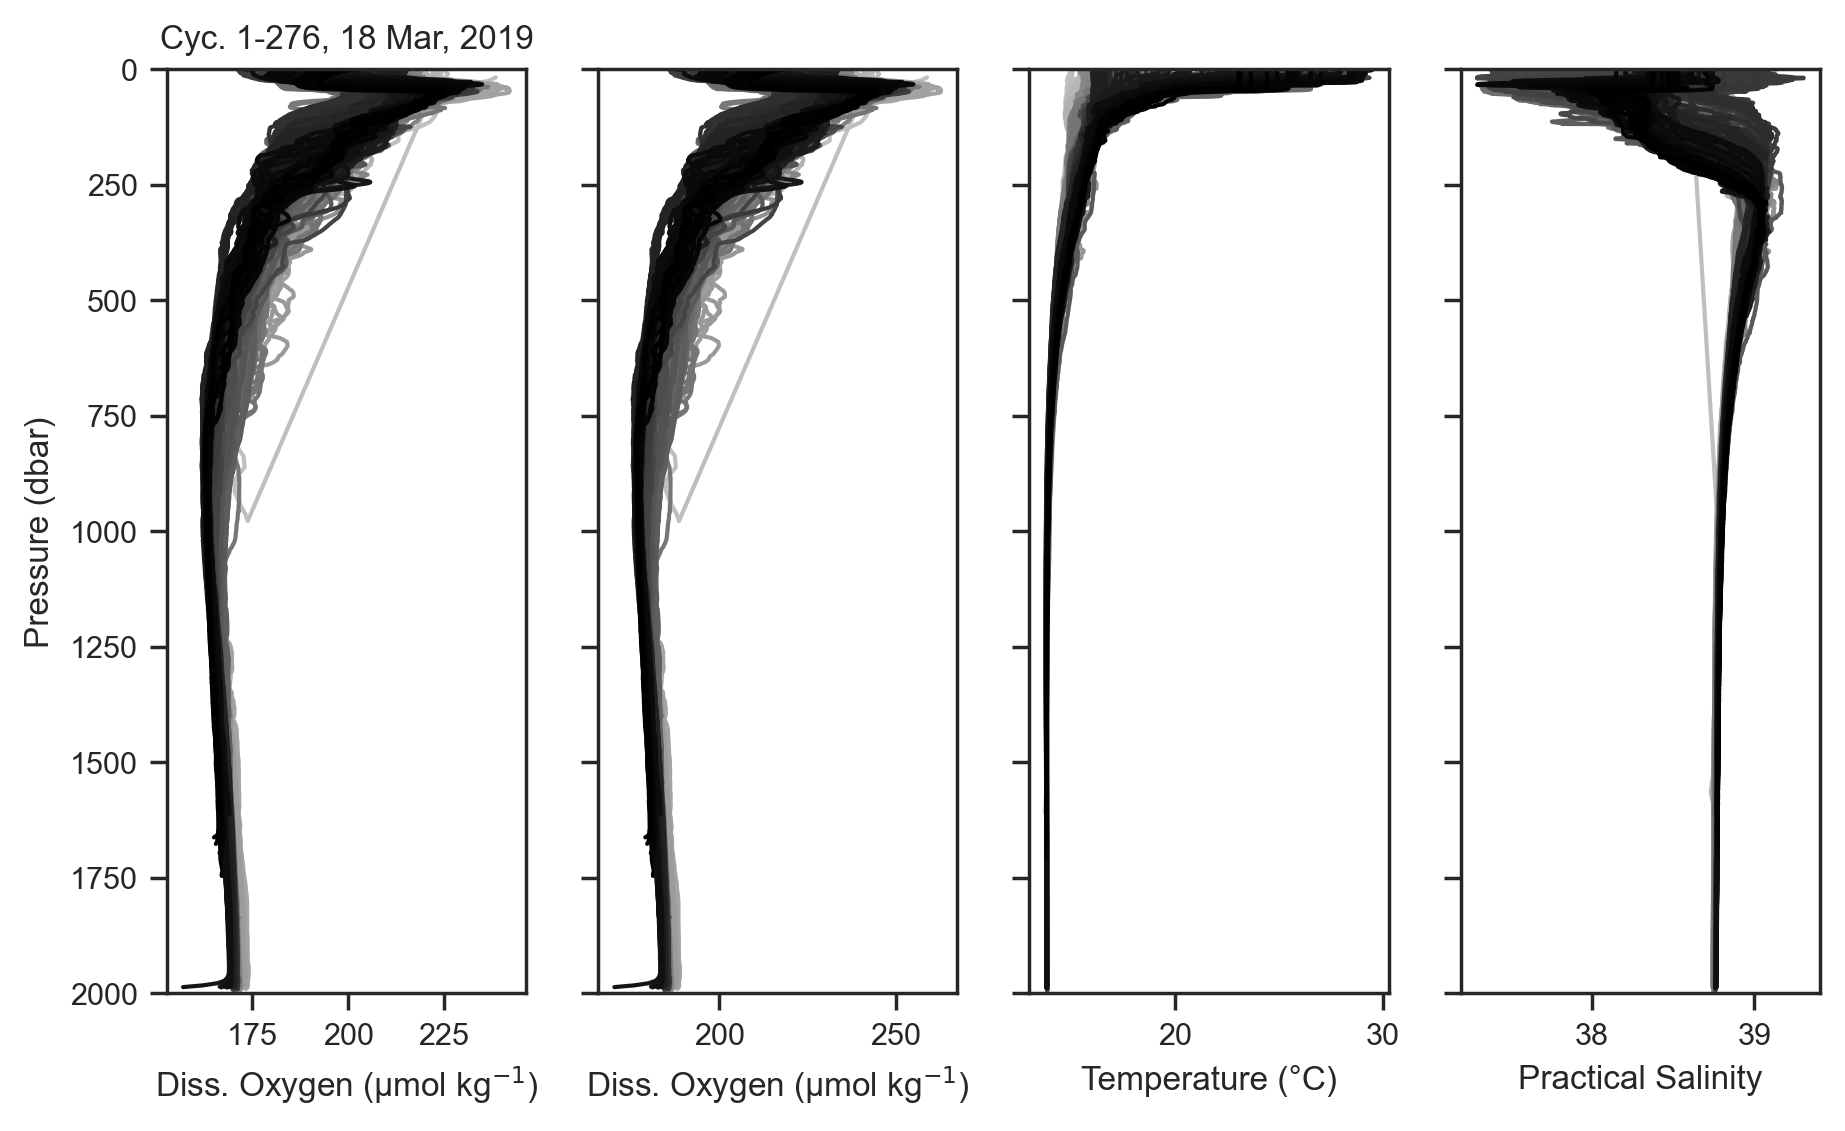 Cyc. 1-276, 18 Mar, 2019
0
250
500
750
1000
1250
1500
1750
2000
Pressure (dbar)
175 200 225
200 250
20 30
38 39
Diss. Oxygen (µmol kg⁻¹)
Diss. Oxygen (µmol kg⁻¹)
Temperature (°C)
Practical Salinity